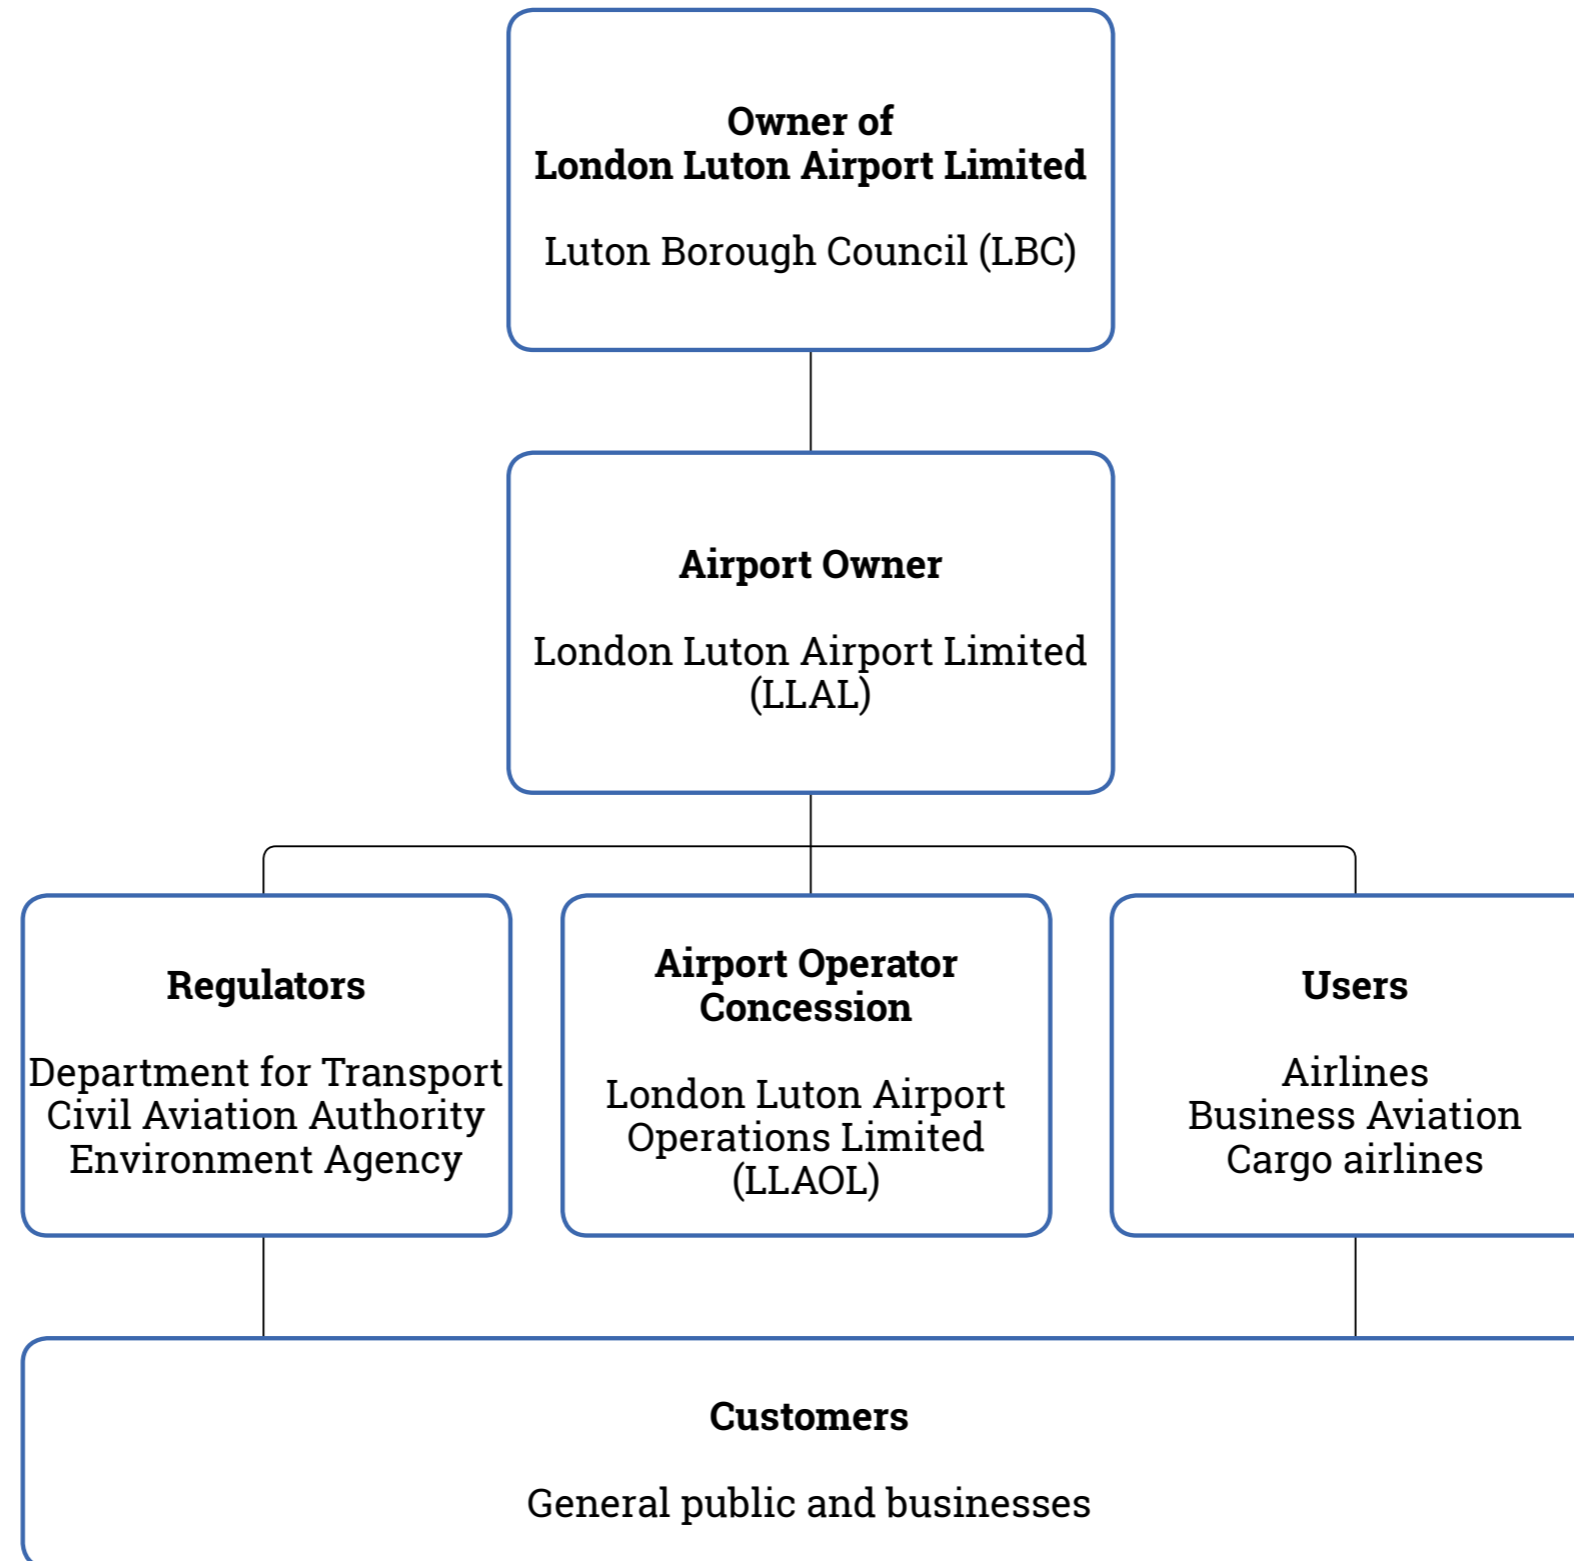 Owner of
London Luton Airport Limited
Luton Borough Council (LBC)
Airport Owner
London Luton Airport Limited
(LLAL)
Regulators
Department for Transport
Civil Aviation Authority
Environment Agency
Airport Operator
Concession
London Luton Airport
Operations Limited
(LLAOL)
Users
Airlines
Business Aviation
Cargo airlines
Customers
General public and businesses